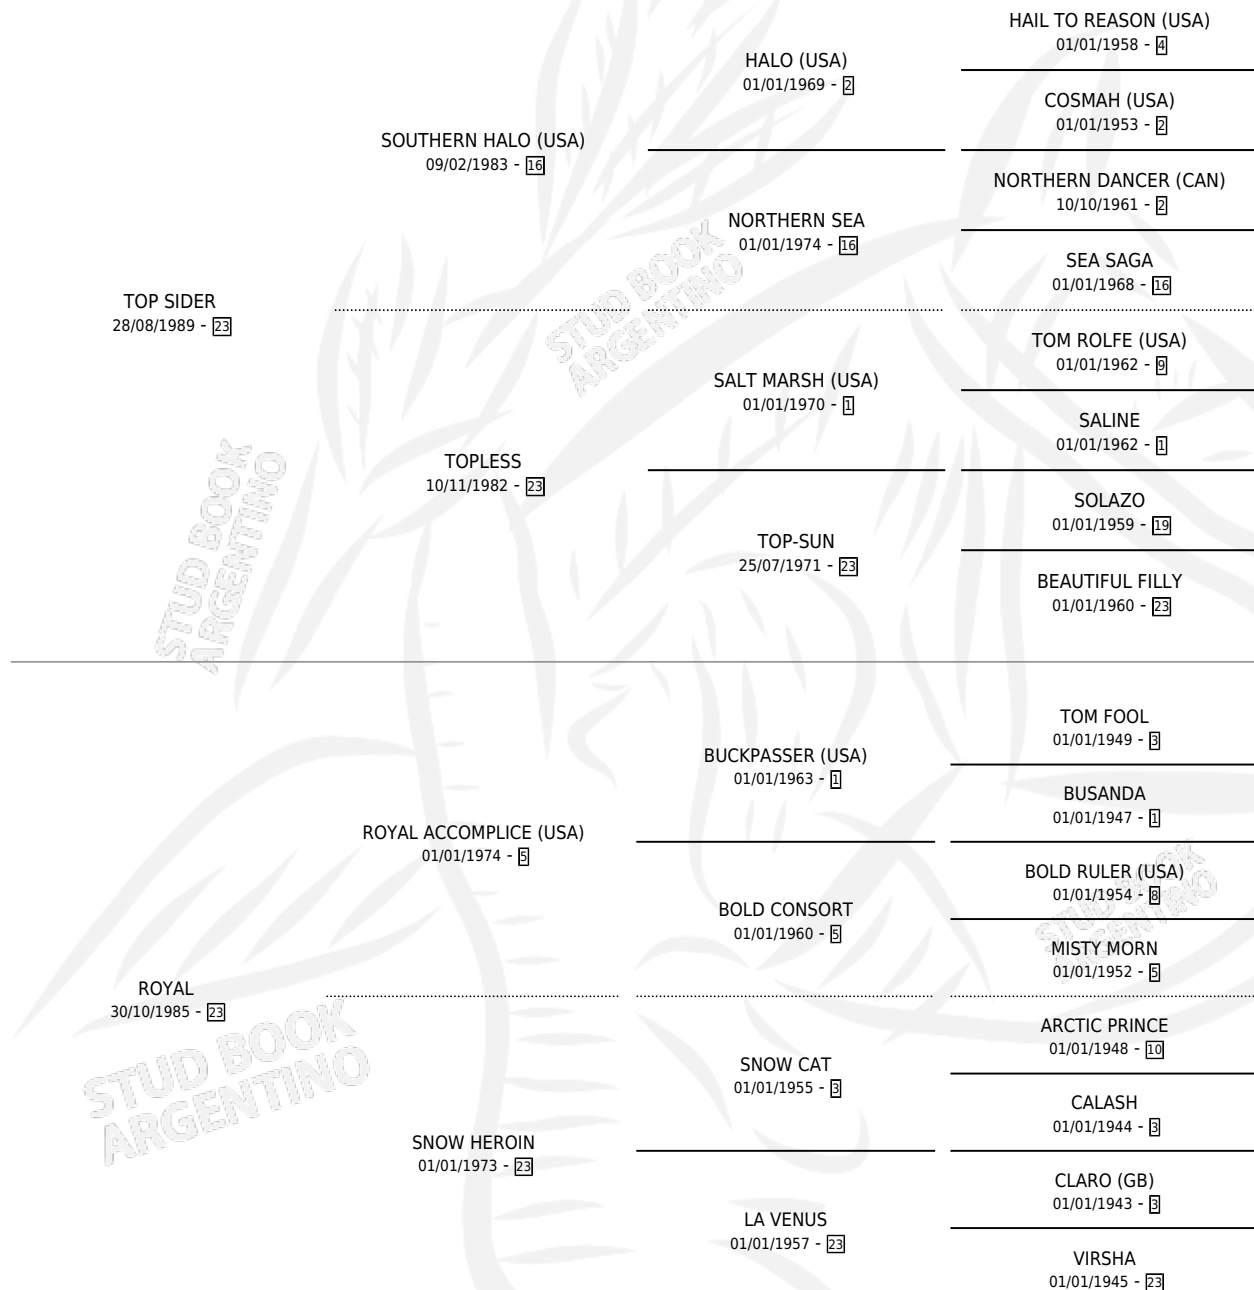 HAIL TO REASON (USA)
01/01/1958 - 4
HALO (USA)
01/01/1969 - 2
COSMAH (USA)
01/01/1953 - 2
SOUTHERN HALO (USA)
09/02/1983 - 16
NORTHERN DANCER (CAN)
10/10/1961 - 2
NORTHERN SEA
01/01/1974 - 16
SEA SAGA
01/01/1968 - 16
STUD BOOK
ARGENTINO
TOP SIDER
28/08/1989 - 23
TOM ROLFE (USA)
01/01/1962 - 9
SALT MARSH (USA)
01/01/1970 - 1
SALINE
01/01/1962 - 1
TOPLESS
10/11/1982 - 23
SOLAZO
01/01/1959 - 19
TOP-SUN
25/07/1971 - 23
BEAUTIFUL FILLY
01/01/1960 - 23
STUD BOOK
ARGENTINO
TOM FOOL
01/01/1949 - 3
BUCKPASSER (USA)
01/01/1963 - 1
BUSANDA
01/01/1947 - 1
ROYAL ACCOMPLICE (USA)
01/01/1974 - 5
BOLD RULER (USA)
01/01/1954 - 8
BOLD CONSORT
01/01/1960 - 5
MISTY MORN
01/01/1952 - 5
STUD BOOK
ARGENTINO
ROYAL
30/10/1985 - 23
ARCTIC PRINCE
01/01/1948 - 10
SNOW CAT
01/01/1955 - 3
CALASH
01/01/1944 - 3
STUD BOOK
ARGENTINO
SNOW HEROIN
01/01/1973 - 23
CLARO (GB)
01/01/1943 - 3
LA VENUS
01/01/1957 - 23
VIRSHA
01/01/1945 - 23